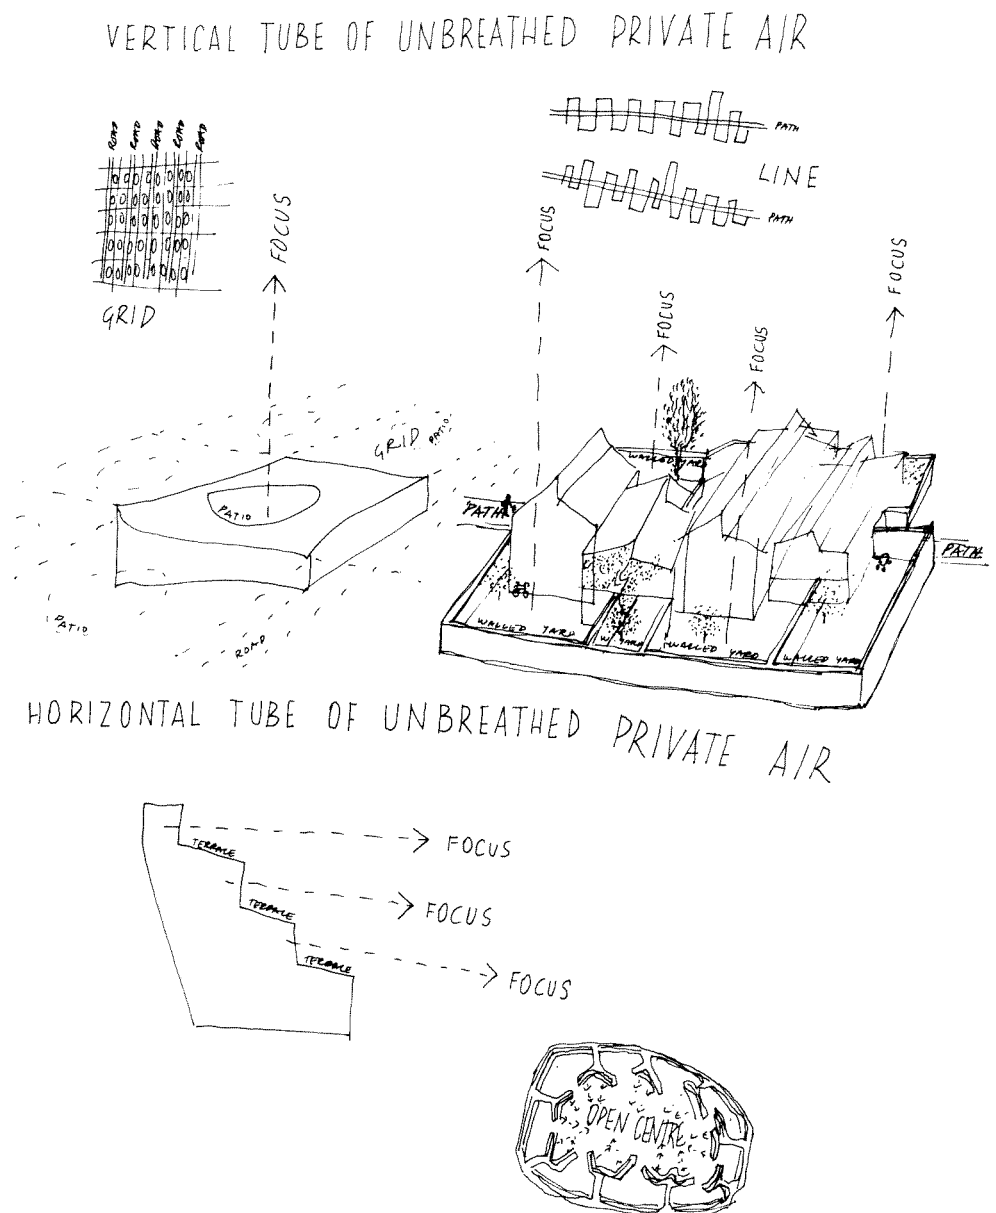 VERTICAL TUBE OF UNBREATHED PRIVATE AIR
ROAD ROAD ROAD ROAD ROAD
PATH
LINE
PATH
GRID
FOCUS
FOCUS
FOCUS
FOCUS
FOCUS
GRID PATIO
PATIO
PATIO
ROAD
WALLED YARD
PATH
PATH
WALLED YARD
W YARD
WALLED YARD
WALLED YARD
HORIZONTAL TUBE OF UNBREATHED PRIVATE AIR
FOCUS
TERRACE
FOCUS
TERRACE
FOCUS
TERRACE
OPEN CENTRE